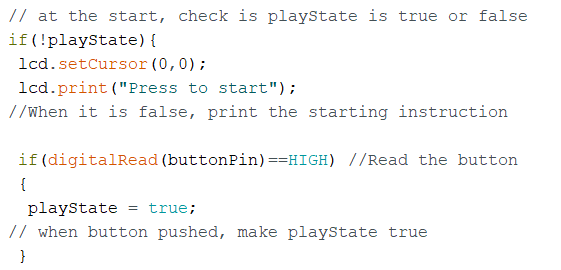 // at the start, check is playState is true or false
if(!playState){
 lcd.setCursor(0,0);
 lcd.print("Press to start");
//When it is false, print the starting instruction

 if(digitalRead(buttonPin)==HIGH) //Read the button
 {
  playState = true;
// when button pushed, make playState true
 }